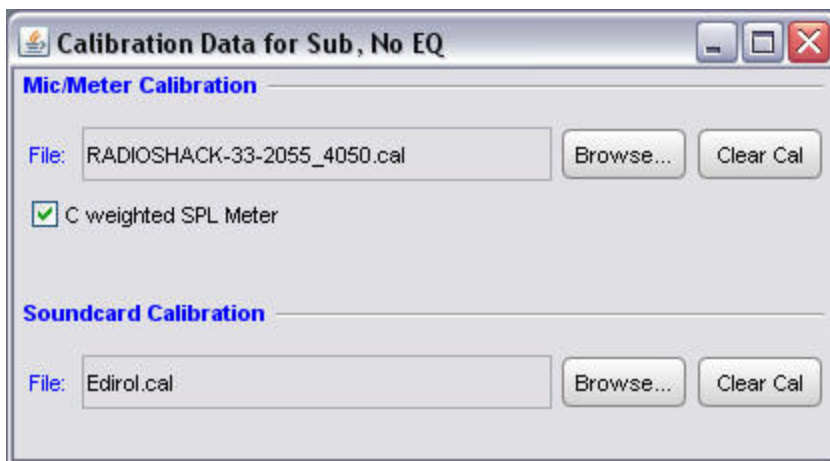 Calibration Data for Sub, No EQ
Mic/Meter Calibration
File: RADIOSHACK-33-2055_4050.cal Browse... Clear Cal
C weighted SPL Meter
Soundcard Calibration
File: Edirol.cal Browse... Clear Cal